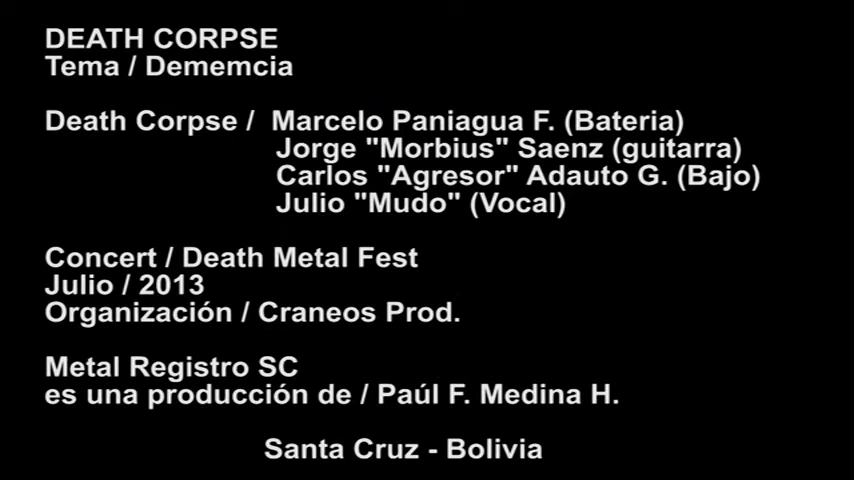 DEATH CORPSE
Tema / Dememcia
Death Corpse / Marcelo Paniagua F. (Bateria)
Jorge "Morbius" Saenz (guitarra)
Carlos "Agresor" Adauto G. (Bajo)
Julio "Mudo" (Vocal)
Concert / Death Metal Fest
Julio / 2013
Organización / Craneos Prod.
Metal Registro SC
es una producción de / Paúl F. Medina H.
Santa Cruz - Bolivia